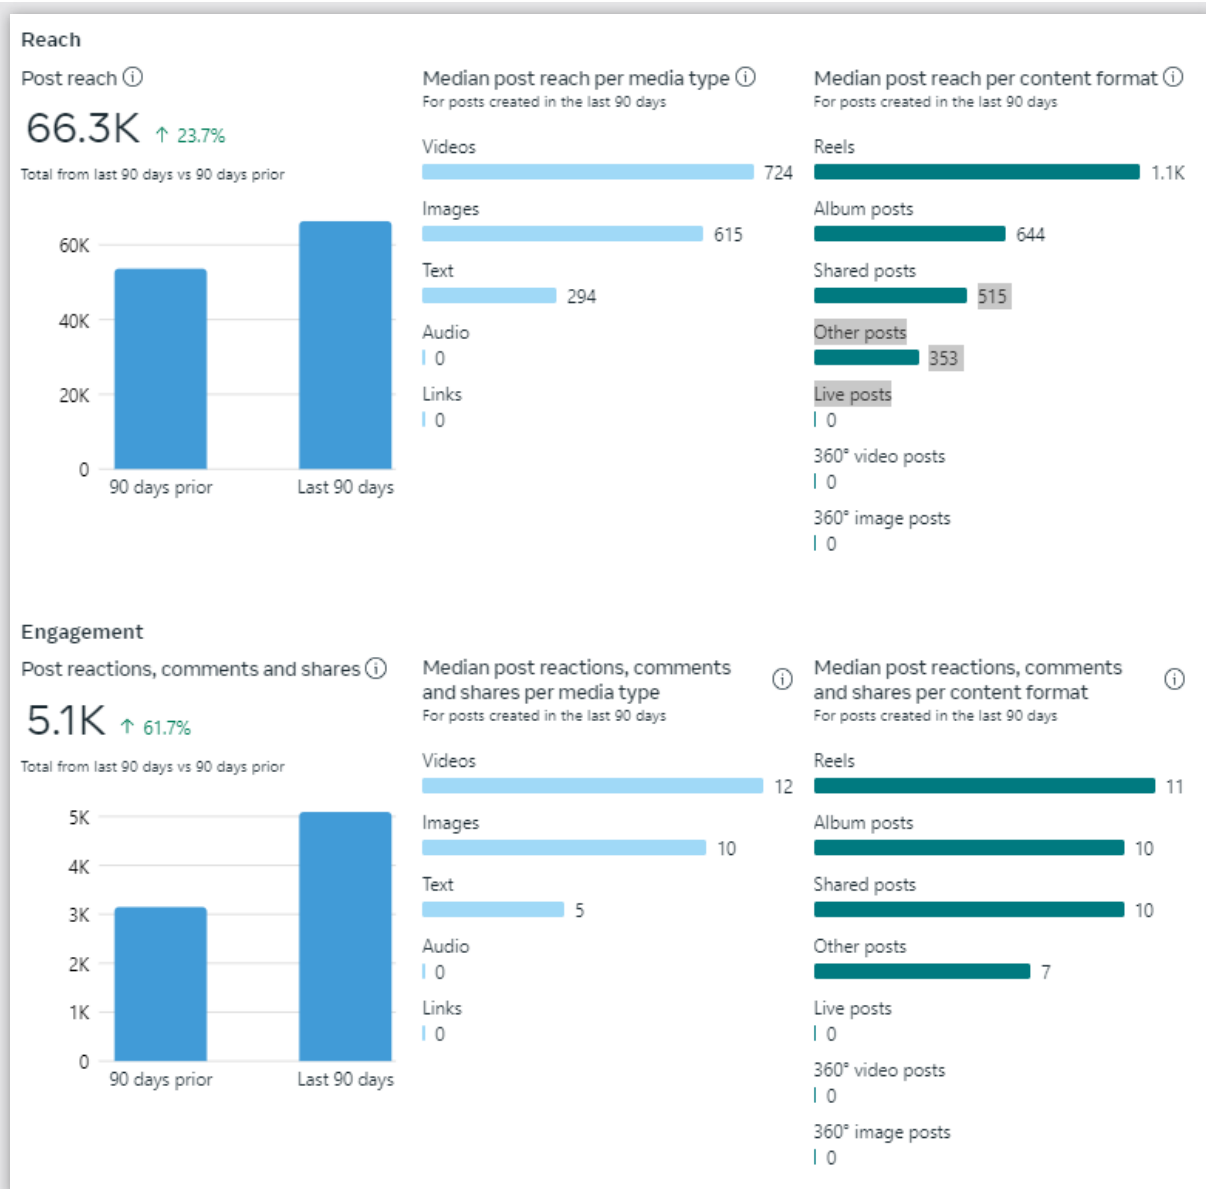 Reach
Post reach
66.3K ↑ 23.7%
Total from last 90 days vs 90 days prior
60K
40K
20K
0
90 days prior
Last 90 days
Median post reach per media type
For posts created in the last 90 days
Videos
724
Images
615
Text
294
Audio
0
Links
0
Median post reach per content format
For posts created in the last 90 days
Reels
1.1K
Album posts
644
Shared posts
515
Other posts
353
Live posts
0
360° video posts
0
360° image posts
0
Engagement
Post reactions, comments and shares
5.1K ↑ 61.7%
Total from last 90 days vs 90 days prior
5K
4K
3K
2K
1K
0
90 days prior
Last 90 days
Median post reactions, comments
and shares per media type
For posts created in the last 90 days
Videos
12
Images
10
Text
5
Audio
0
Links
0
Median post reactions, comments
and shares per content format
For posts created in the last 90 days
Reels
11
Album posts
10
Shared posts
10
Other posts
7
Live posts
0
360° video posts
0
360° image posts
0